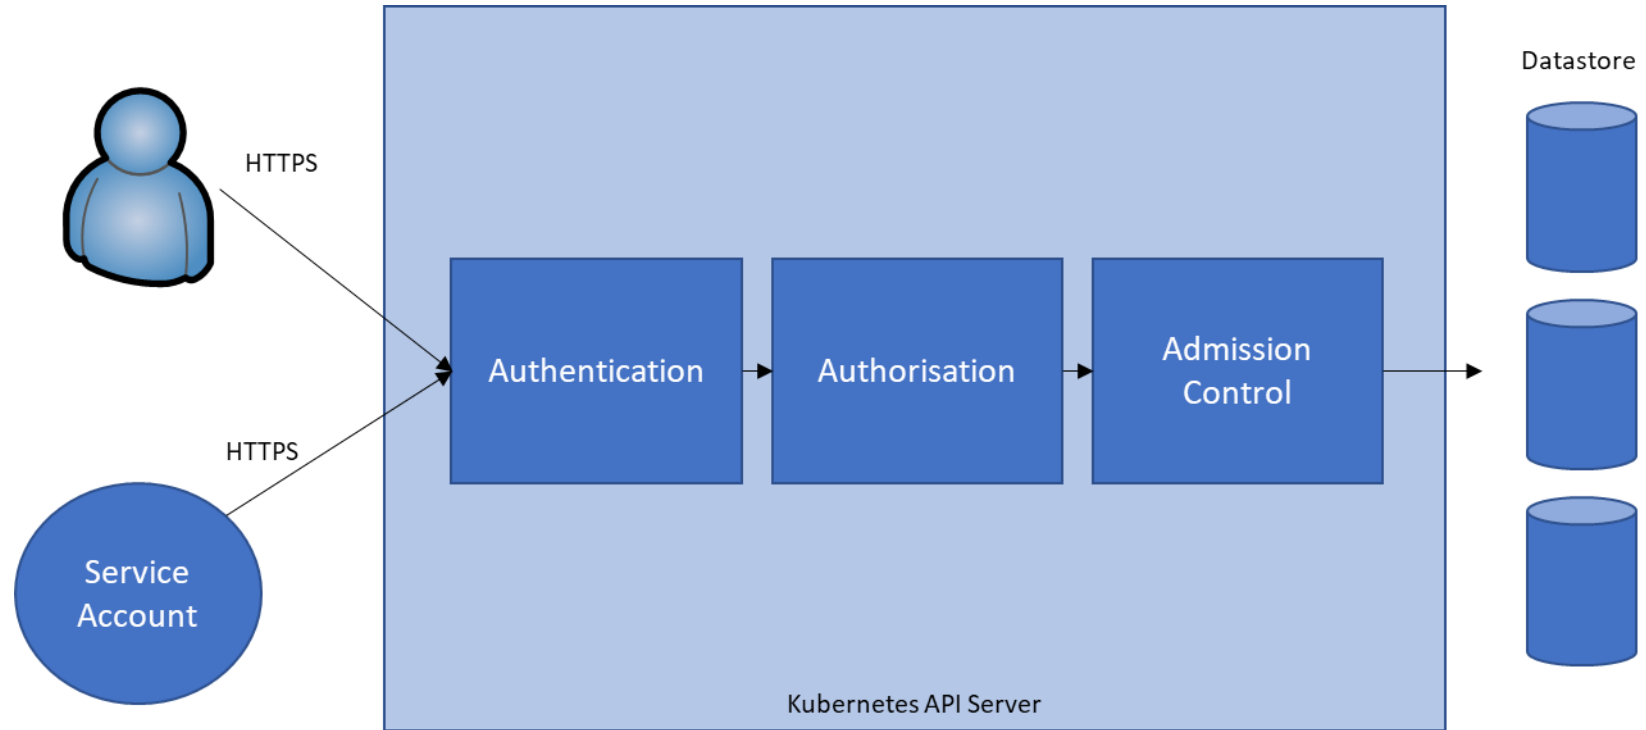 Datastore
HTTPS
Authentication
Authorisation
Admission
Control
HTTPS
Service
Account
Kubernetes API Server